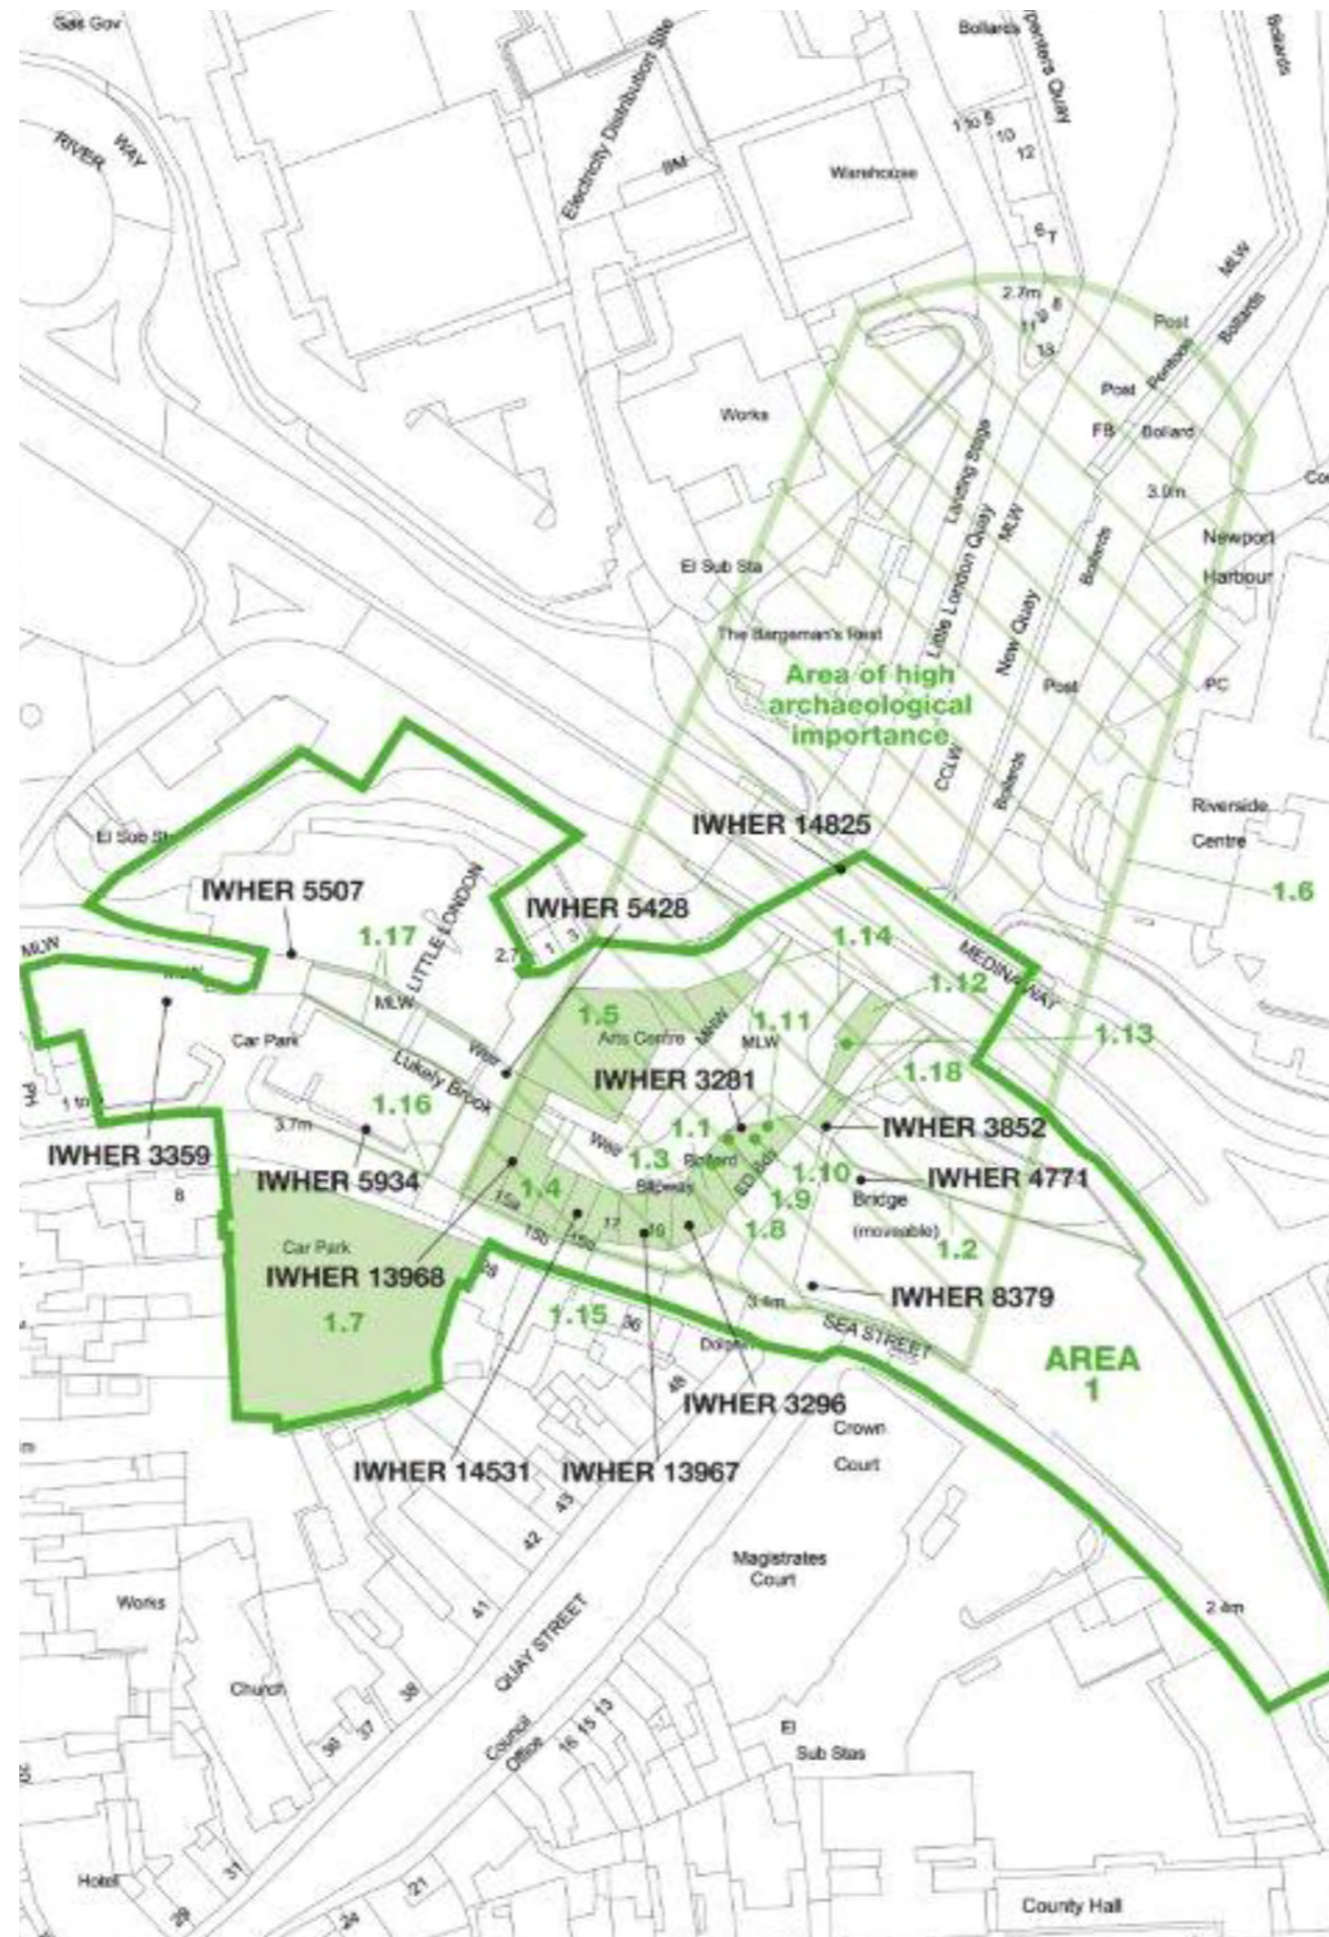 Gas Gov
Bollards
Bollards
RIVER
WAY
Electricity Distribution Site
BM
Warehouse
1 to 5
10
12
6
MLW
2.7m
8
9
11
13
Post
Pontoon
Bollards
Works
Post
FB
Bollard
3.0m
Landing Stage
Little London Quay
MLW
Bollards
Newport
Harbour
El Sub Sta
The Bargeman's Rest
New Quay
Area of high
archaeological
importance
Post
PC
CCLW
Bollards
Riverside
Centre
IWHER 14825
El Sub St
IWHER 5507
LITTLE LONDON
IWHER 5428
1.6
MLW
1.17
1
3
1.14
MEDINA WAY
1.12
MLW
1.5
Arts Centre
MLW
1.11
1.13
Car Park
Weir
Lukely Brook
IWHER 3281
1.18
PH
1.16
3.7m
1.1
IWHER 3852
IWHER 3359
Weir
1.3
Bollard
IWHER 5934
1.4
Slipway
1.10
IWHER 4771
8
15a
1.9
Bridge
(moveable)
17
1.8
1.2
15b
Car Park
IWHER 13968
IWHER 8379
1.7
1.15
36
3.4m
SEA STREET
AREA
1
48
IWHER 3296
Crown
Court
IWHER 14531
IWHER 13967
43
42
Magistrates
Court
Works
41
QUAY STREET
2.4m
Church
38
37
36
Council
Office
16 15 13
El
Sub Stas
Hotel
31
29
21
24
County Hall